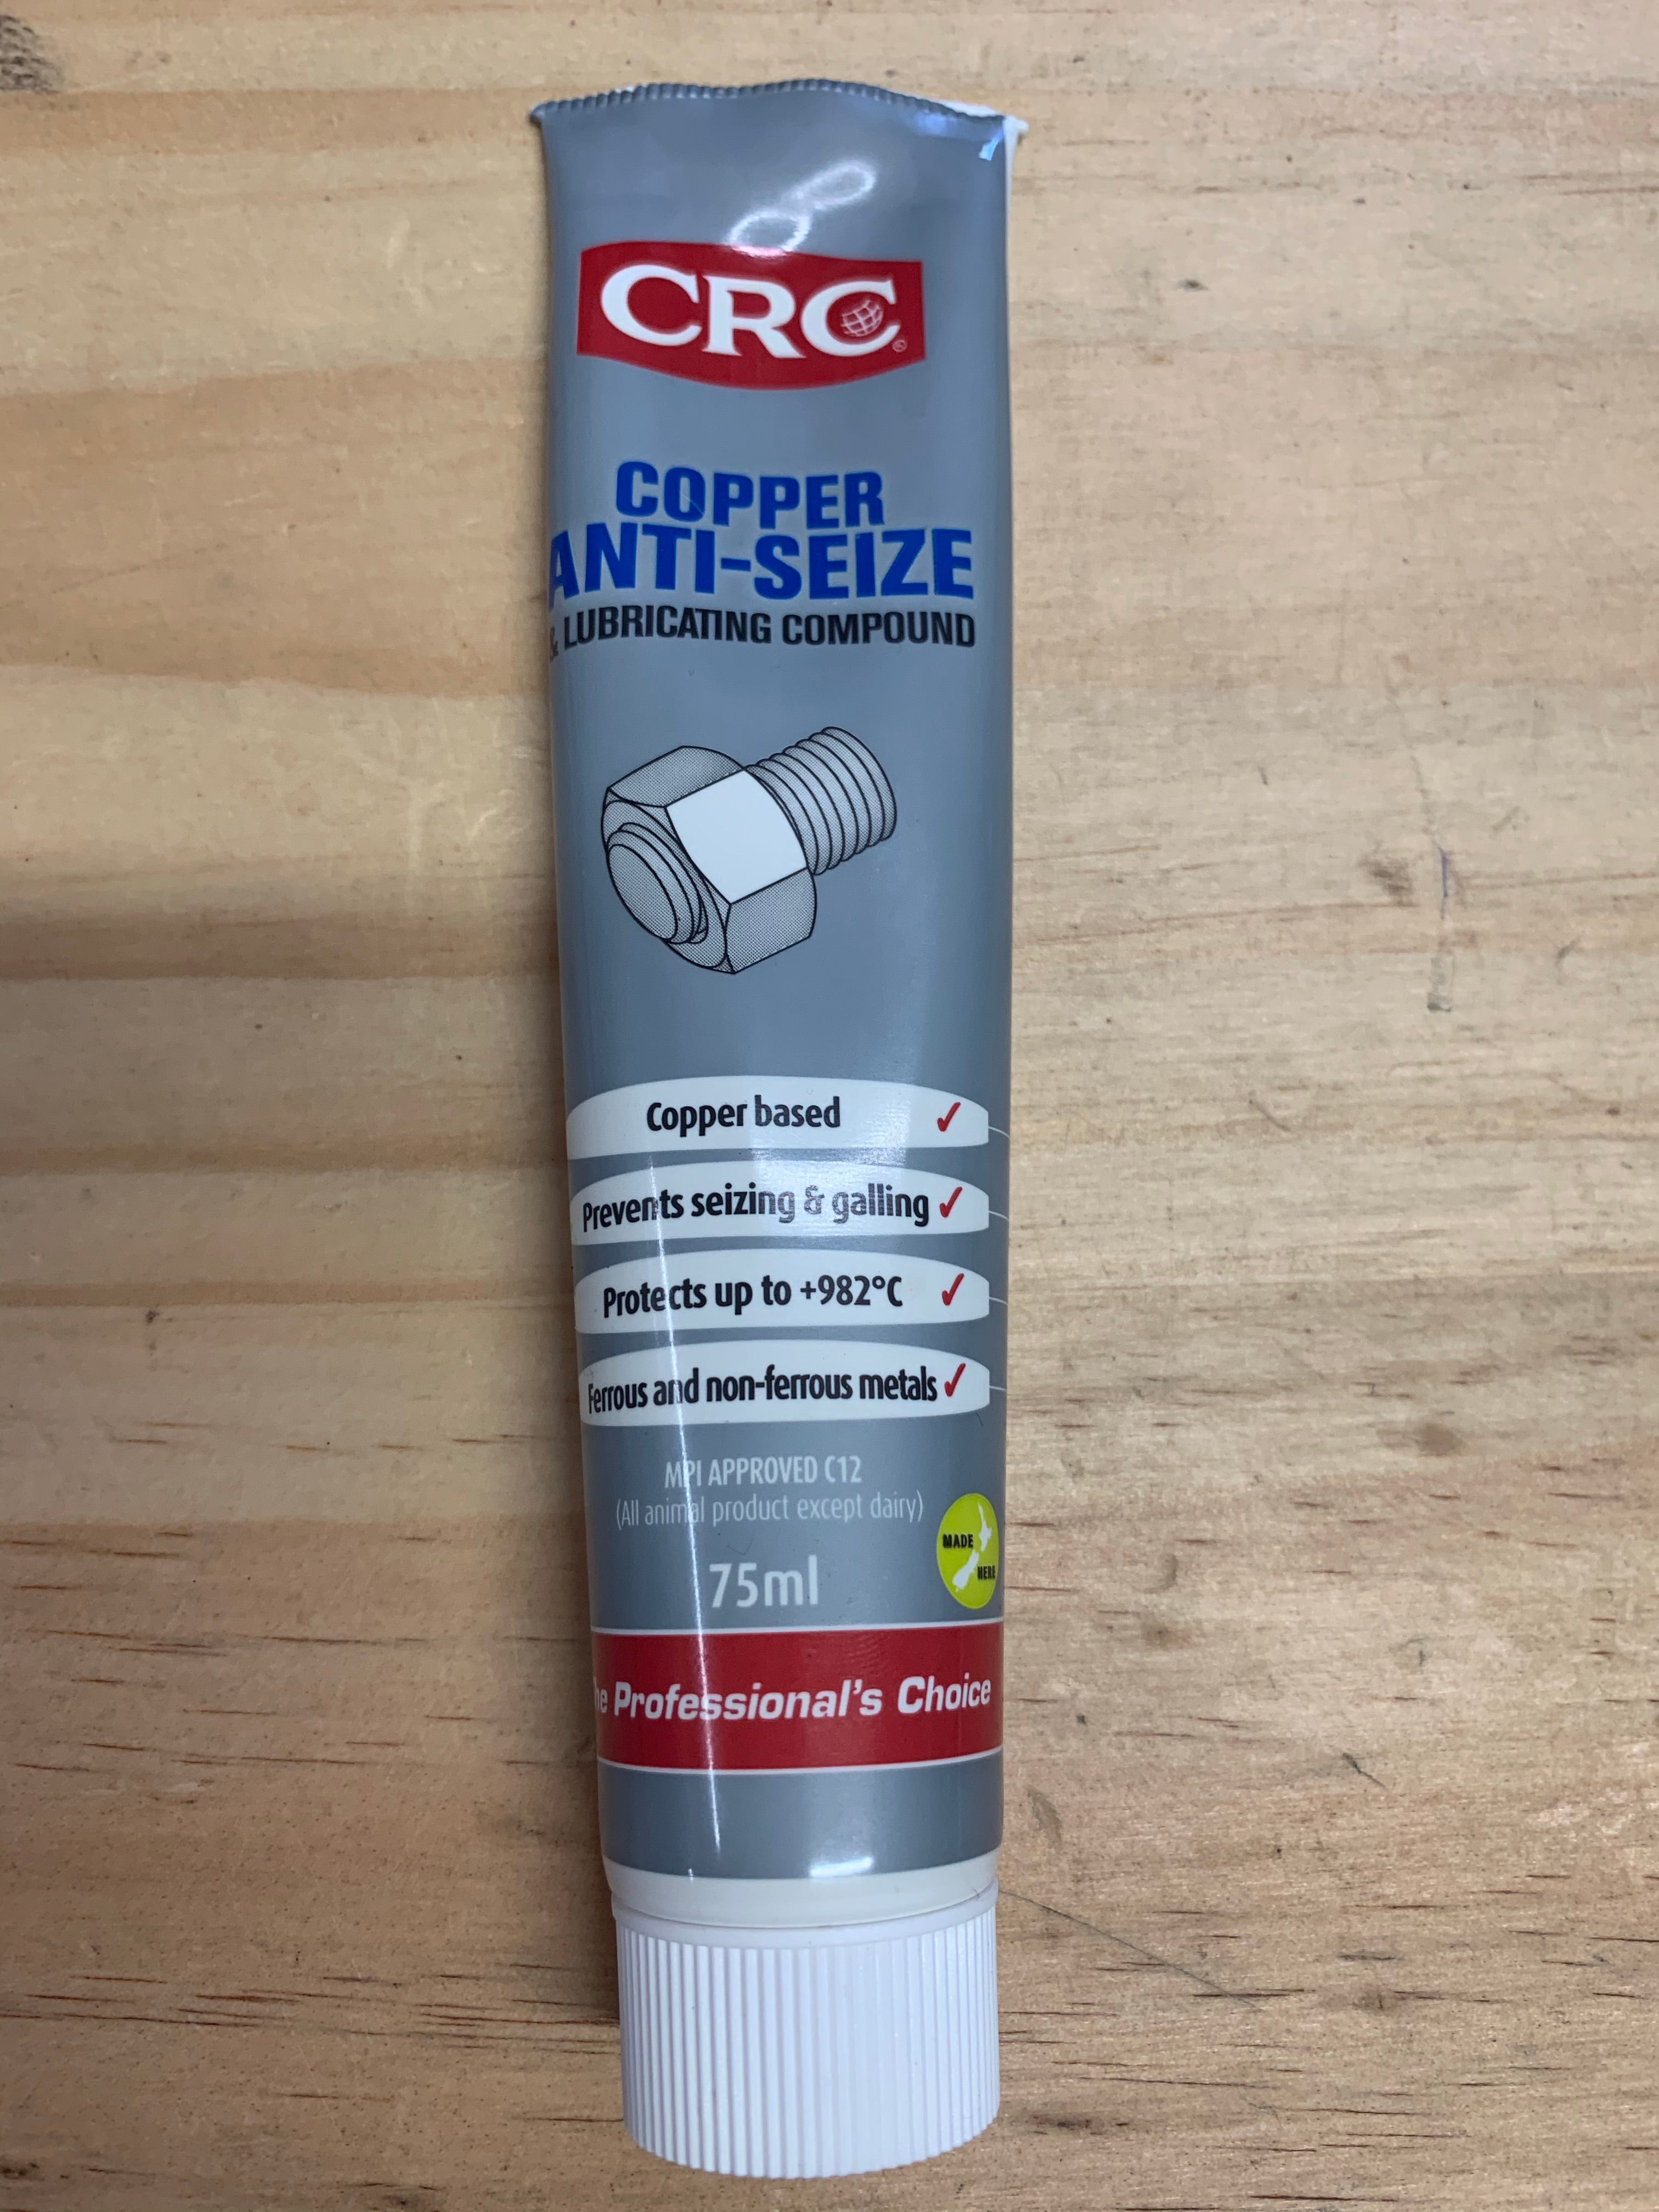 CRC®
COPPER
ANTI-SEIZE
& LUBRICATING COMPOUND
Copper based ✓
Prevents seizing & galling ✓
Protects up to +982°C ✓
Ferrous and non-ferrous metals ✓
MPI APPROVED C12
(All animal product except dairy)
75ml
MADE
HERE
he Professional's Choice